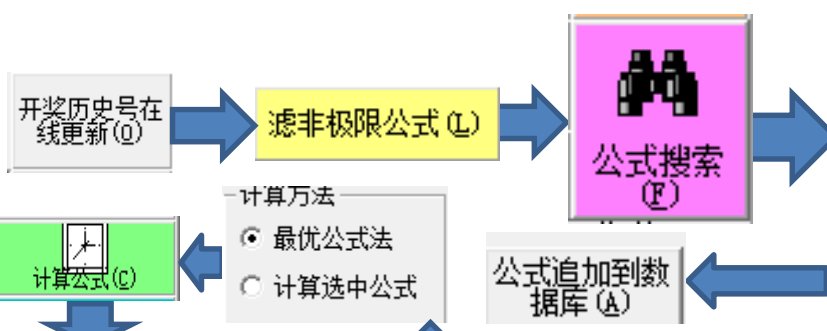 开奖历史号在
线更新(O)
滤非极限公式(L)
公式搜索
(F)
计算方法
最优公式法
计算选中公式
计算公式(C)
公式追加到数
据库(A)